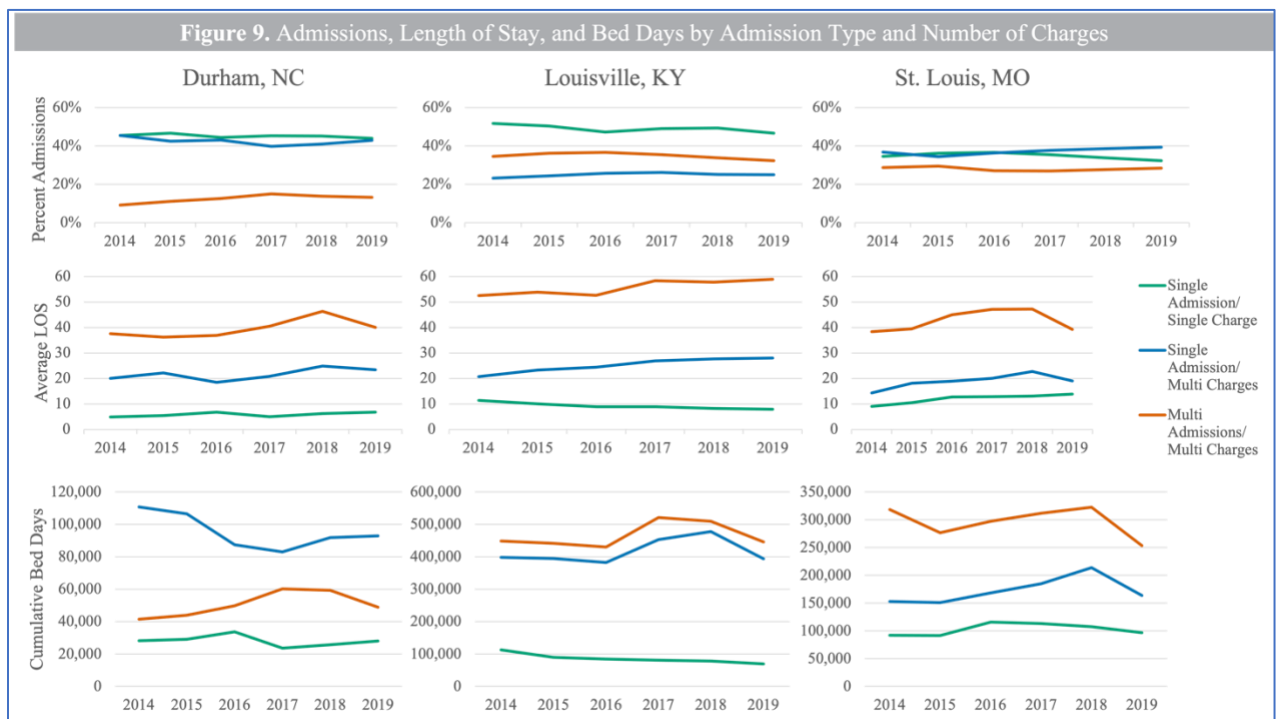 Figure 9. Admissions, Length of Stay, and Bed Days by Admission Type and Number of Charges
Durham, NC
Louisville, KY
St. Louis, MO
Percent Admissions
60%
40%
20%
0%
2014 2015 2016 2017 2018 2019
60%
40%
20%
0%
2014 2015 2016 2017 2018 2019
60%
40%
20%
0%
2014 2015 2016 2017 2018 2019
Average LOS
60
50
40
30
20
10
0
2014 2015 2016 2017 2018 2019
60
50
40
30
20
10
0
2014 2015 2016 2017 2018 2019
60
50
40
30
20
10
0
2014 2015 2016 2017 2018 2019
Single
Admission/
Single Charge
Single
Admission/
Multi Charges
Multi
Admissions/
Multi Charges
Cumulative Bed Days
120,000
100,000
80,000
60,000
40,000
20,000
0
2014 2015 2016 2017 2018 2019
600,000
500,000
400,000
300,000
200,000
100,000
0
2014 2015 2016 2017 2018 2019
350,000
300,000
250,000
200,000
150,000
100,000
50,000
0
2014 2015 2016 2017 2018 2019